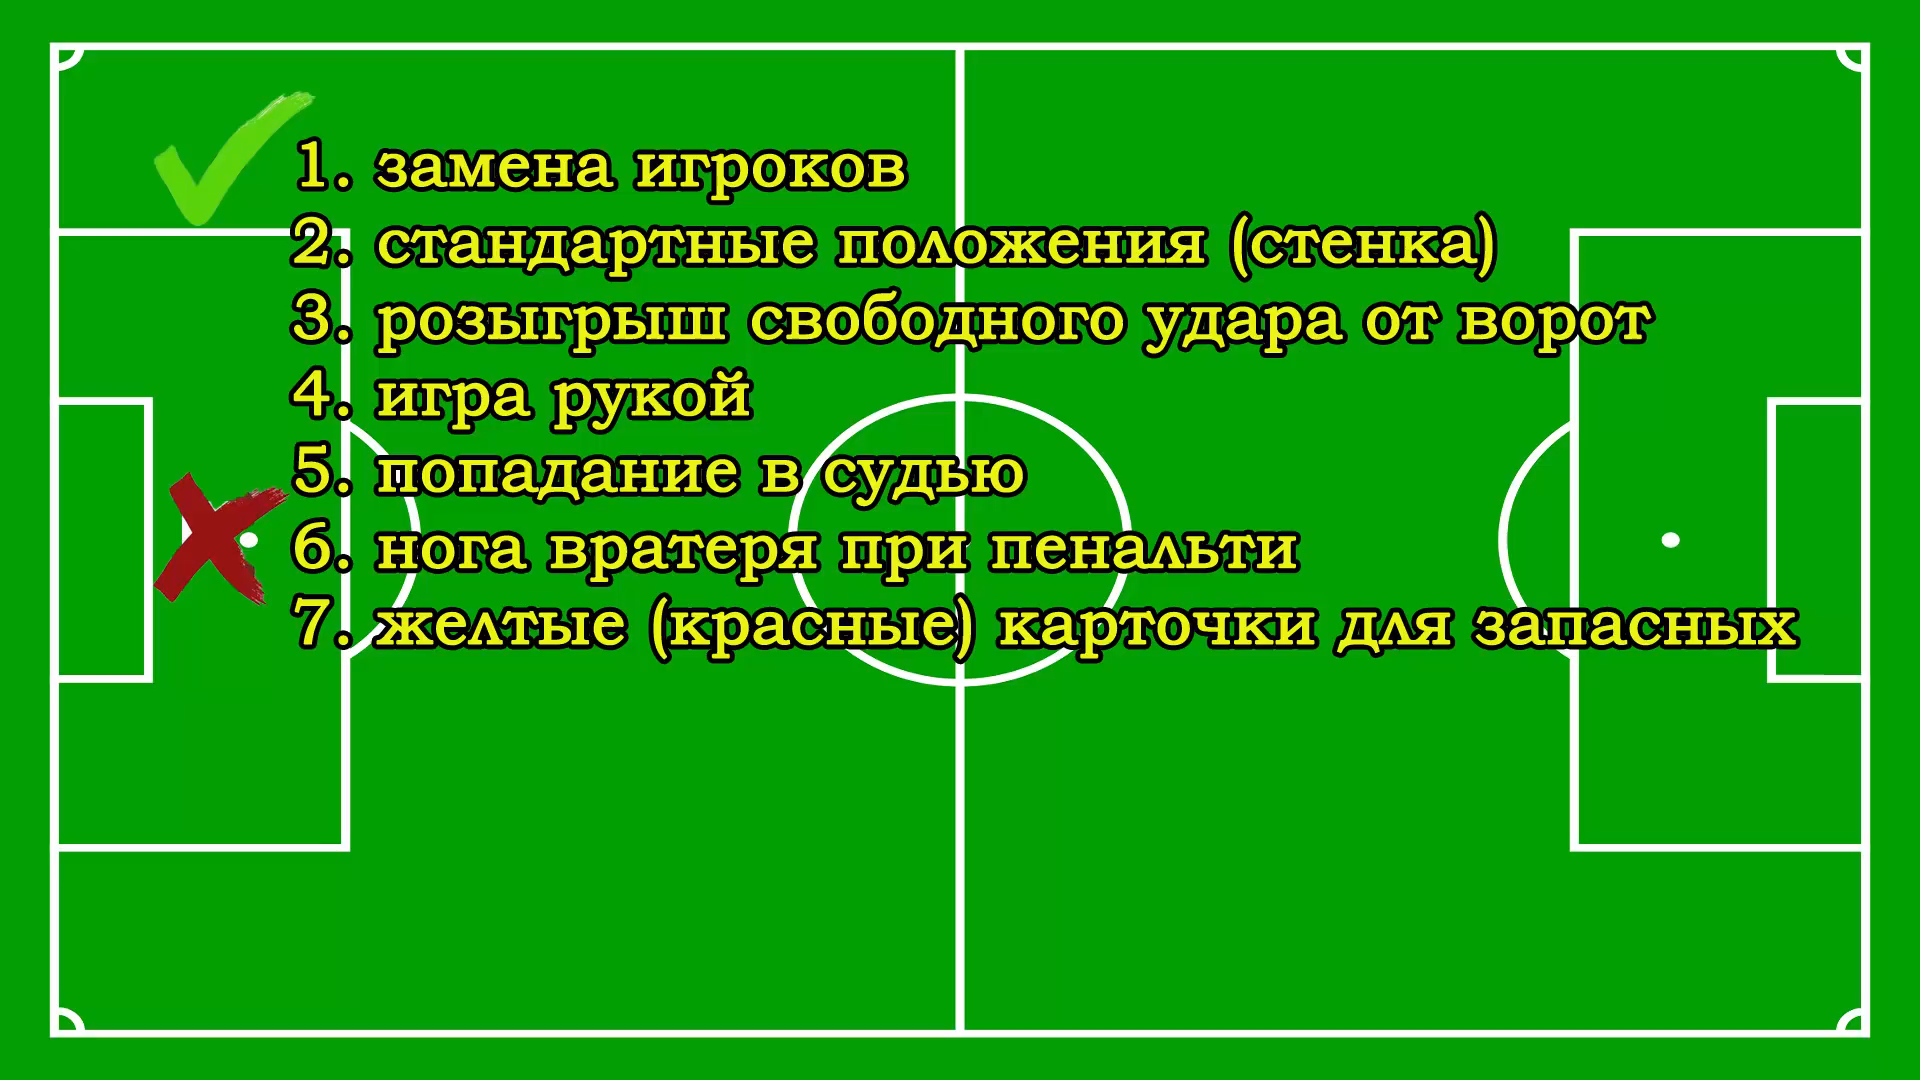 1. замена игроков
2. стандартные положения (стенка)
3. розыгрыш свободного удара от ворот
4. игра рукой
5. попадание в судью
6. нога вратеря при пенальти
7. желтые (красные) карточки для запасных